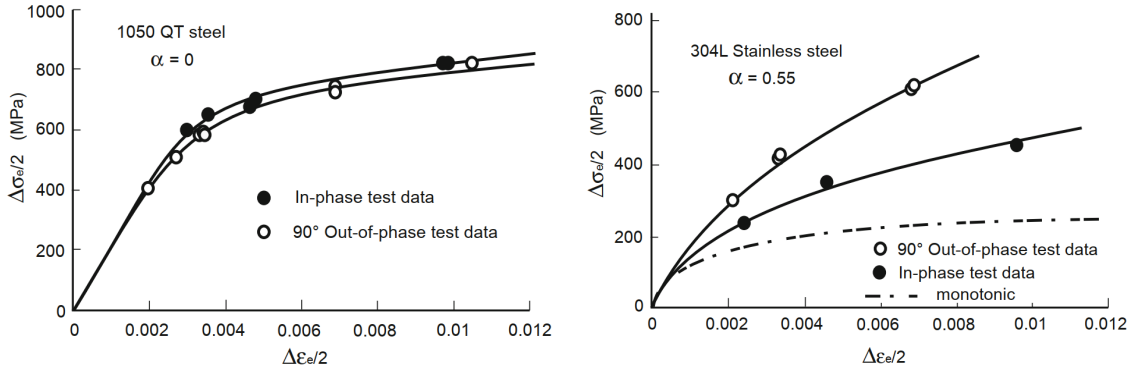 1000
1050 QT steel
α = 0
800
600
400
200
0
Δσe/2 (MPa)
In-phase test data
90° Out-of-phase test data
0 0.002 0.004 0.006 0.008 0.01 0.012
Δεe/2
800
304L Stainless steel
α = 0.55
600
400
200
0
Δσe/2 (MPa)
90° Out-of-phase test data
In-phase test data
monotonic
0 0.002 0.004 0.006 0.008 0.01 0.012
Δεe/2